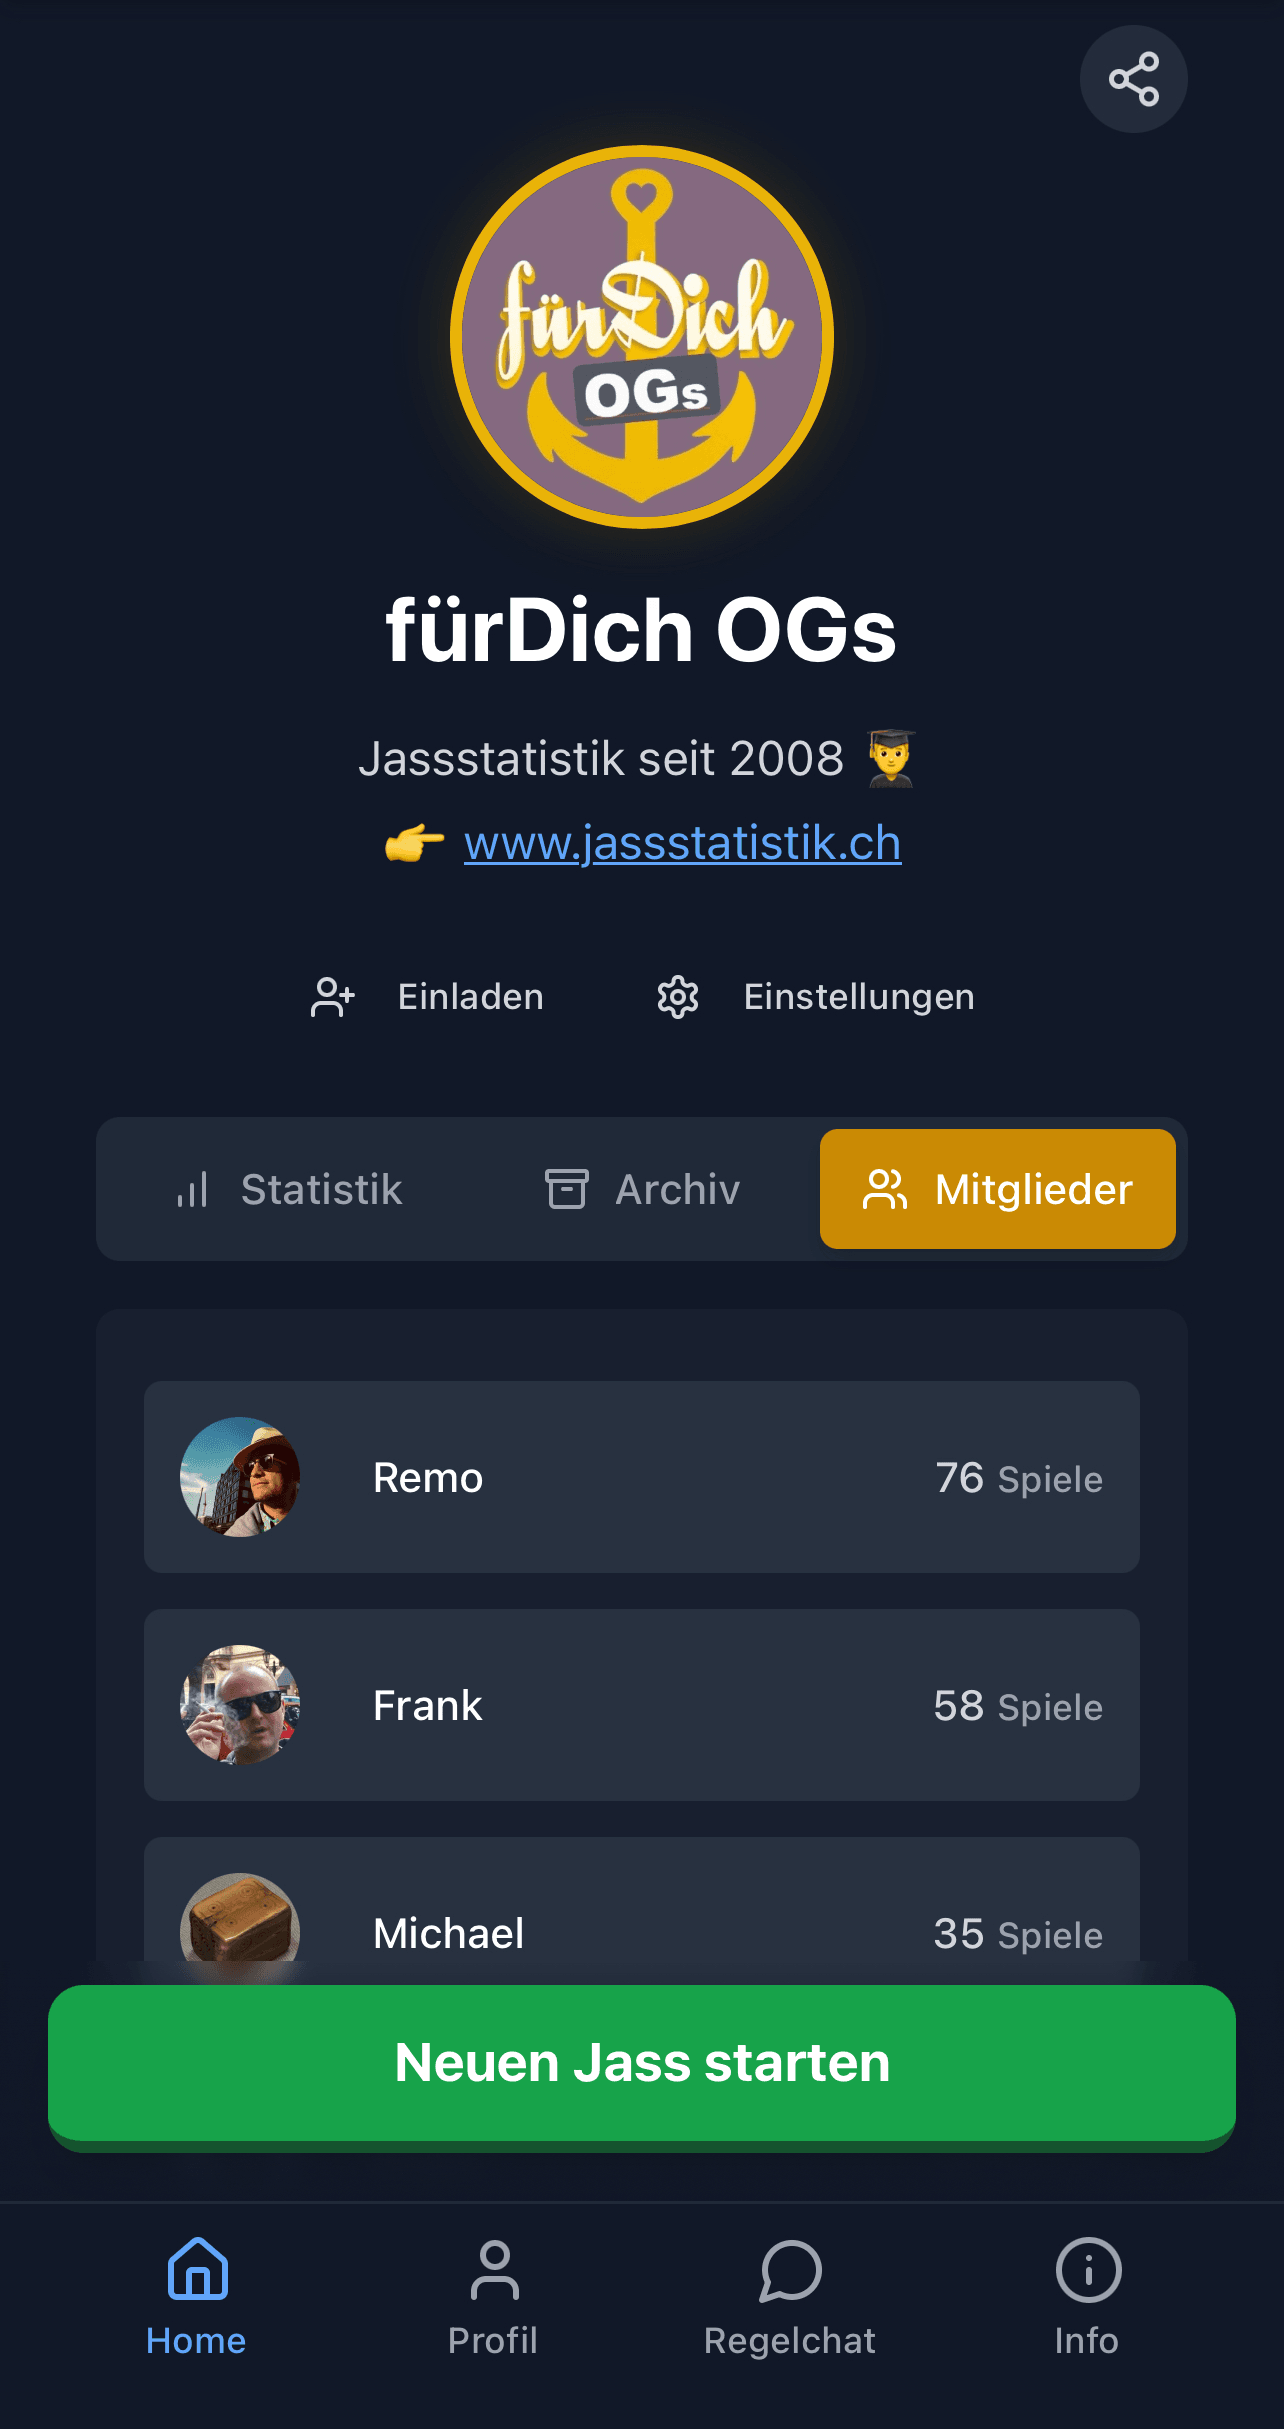 fürDich
OGs
fürDich OGs
Jassstatistik seit 2008 👨‍🎓
👉 www.jassstatistik.ch
Einladen Einstellungen
Statistik Archiv Mitglieder
Remo 76 Spiele
Frank 58 Spiele
Michael 35 Spiele
Neuen Jass starten
Home Profil Regelchat Info